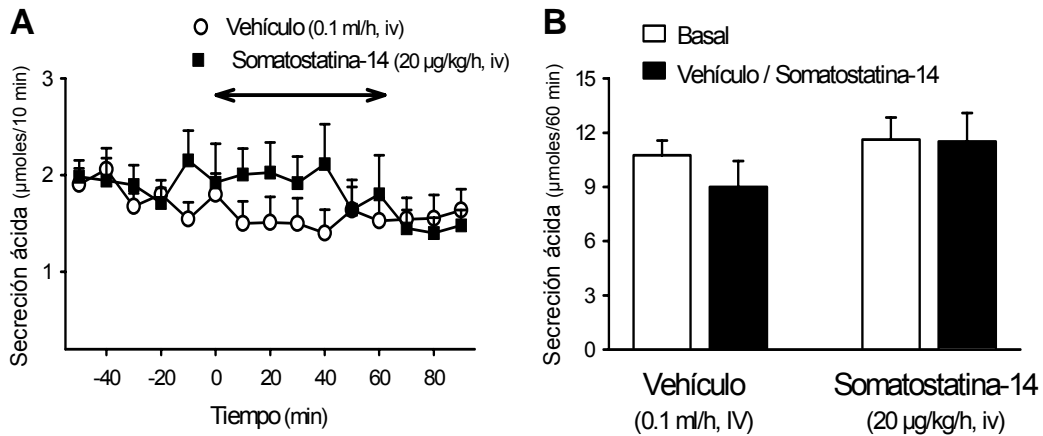 A
Vehículo (0.1 ml/h, iv)
Somatostatina-14 (20 µg/kg/h, iv)
Secreción ácida (µmoles/10 min)
3
2
1
-40 -20 0 20 40 60 80
Tiempo (min)
B
Basal
Vehículo / Somatostatina-14
Secreción ácida (µmoles/60 min)
15
12
9
6
3
0
Vehículo Somatostatina-14
(0.1 ml/h, IV) (20 µg/kg/h, iv)